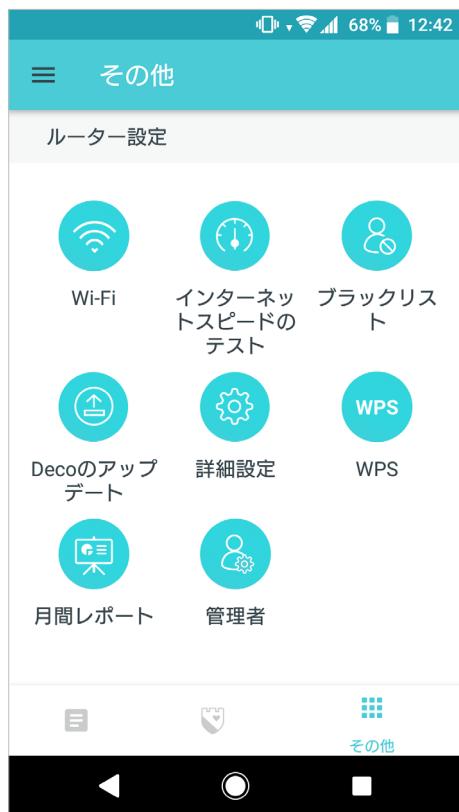 68% 12:42
その他
ルーター設定
Wi-Fi
インターネッ
トスピードの
テスト
ブラックリス
ト
Decoのアップ
デート
詳細設定
WPS
WPS
月間レポート
管理者
その他